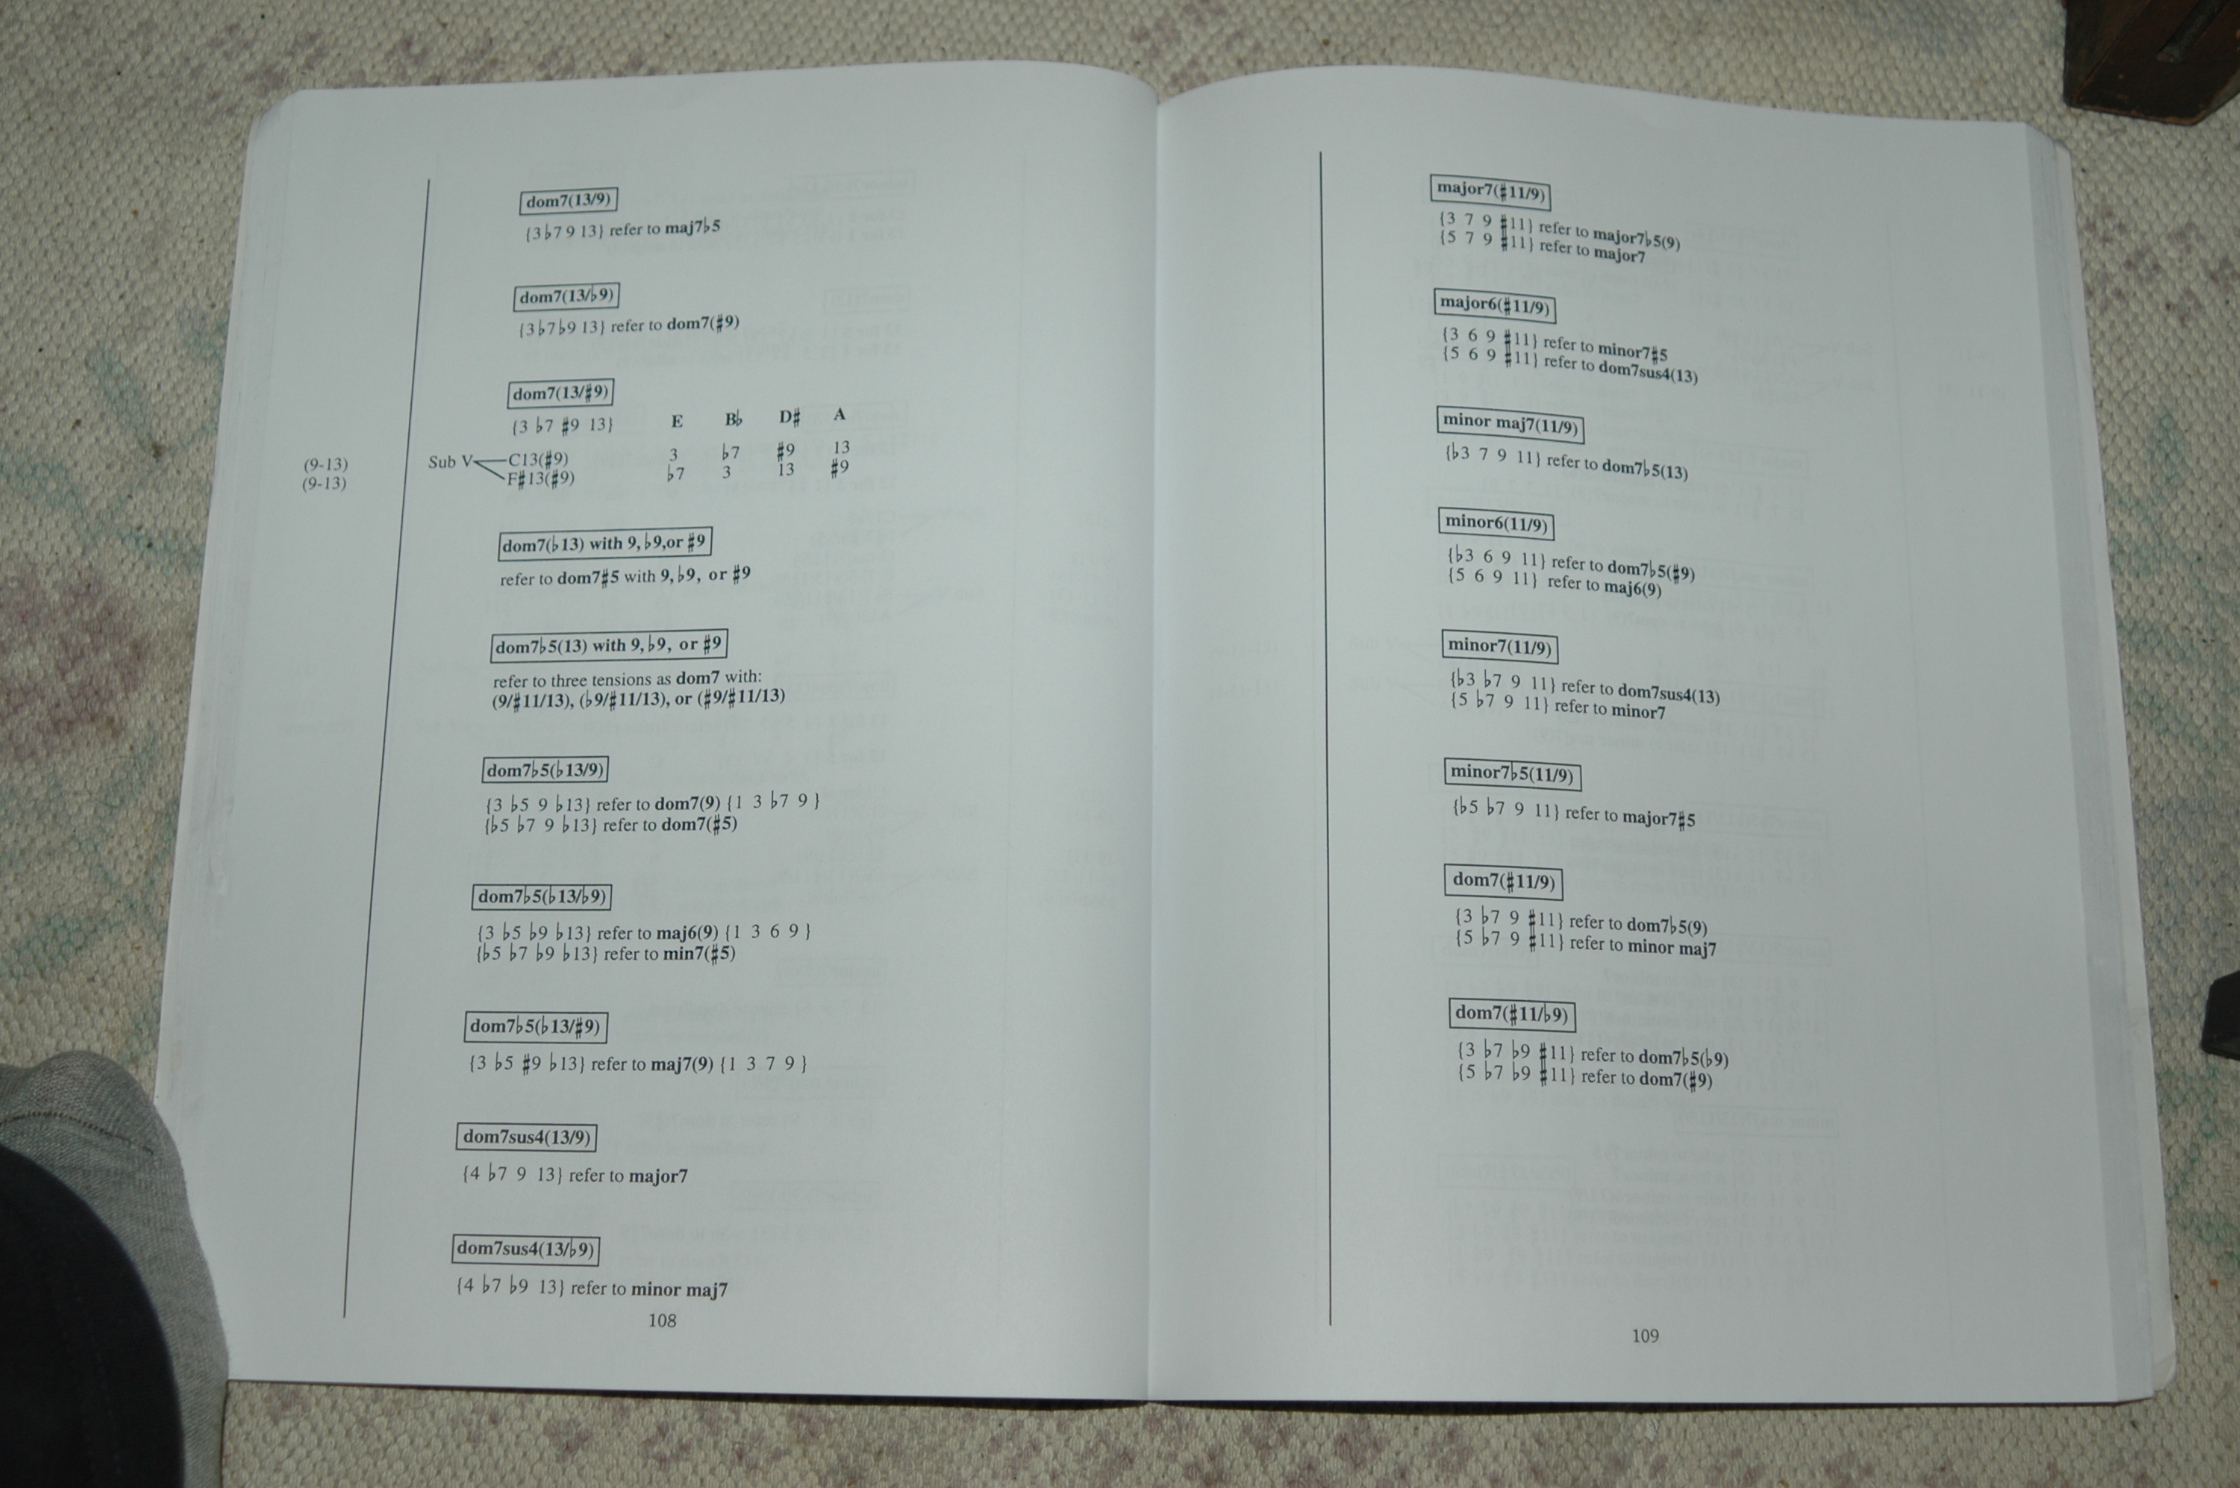 dom7(13/9)
{3 ♭7 9 13} refer to maj7♭5
dom7(13/♭9)
{3 ♭7 ♭9 13} refer to dom7(♯9)
dom7(13/♯9)
{3 ♭7 ♯9 13} E B♭ D♯ A
(9-13) Sub V C13(♯9) 3 ♭7 ♯9 13
(9-13) F♯13(♯9) ♭7 3 13 ♯9
dom7(♭13) with 9, ♭9,or ♯9
refer to dom7♯5 with 9, ♭9, or ♯9
dom7♭5(13) with 9, ♭9, or ♯9
refer to three tensions as dom7 with:
(9/♯11/13), (♭9/♯11/13), or (♯9/♯11/13)
dom7♭5(♭13/9)
{3 ♭5 9 ♭13} refer to dom7(9) {1 3 ♭7 9 }
{♭5 ♭7 9 ♭13} refer to dom7(♯5)
dom7♭5(♭13/♭9)
{3 ♭5 ♭9 ♭13} refer to maj6(9) {1 3 6 9 }
{♭5 ♭7 ♭9 ♭13} refer to min7(♯5)
dom7♭5(♭13/♯9)
{3 ♭5 ♯9 ♭13} refer to maj7(9) {1 3 7 9 }
dom7sus4(13/9)
{4 ♭7 9 13} refer to major7
dom7sus4(13/♭9)
{4 ♭7 ♭9 13} refer to minor maj7
108
major7(♯11/9)
{3 7 9 ♯11} refer to major7♭5(9)
{5 7 9 ♯11} refer to major7
major6(♯11/9)
{3 6 9 ♯11} refer to minor7♯5
{5 6 9 ♯11} refer to dom7sus4(13)
minor maj7(11/9)
{♭3 7 9 11} refer to dom7♭5(13)
minor6(11/9)
{♭3 6 9 11} refer to dom7♭5(♯9)
{5 6 9 11} refer to maj6(9)
minor7(11/9)
{♭3 ♭7 9 11} refer to dom7sus4(13)
{5 ♭7 9 11} refer to minor7
minor7♭5(11/9)
{♭5 ♭7 9 11} refer to major7♯5
dom7(♯11/9)
{3 ♭7 9 ♯11} refer to dom7♭5(9)
{5 ♭7 9 ♯11} refer to minor maj7
dom7(♯11/♭9)
{3 ♭7 ♭9 ♯11} refer to dom7♭5(♭9)
{5 ♭7 ♭9 ♯11} refer to dom7(♯9)
109